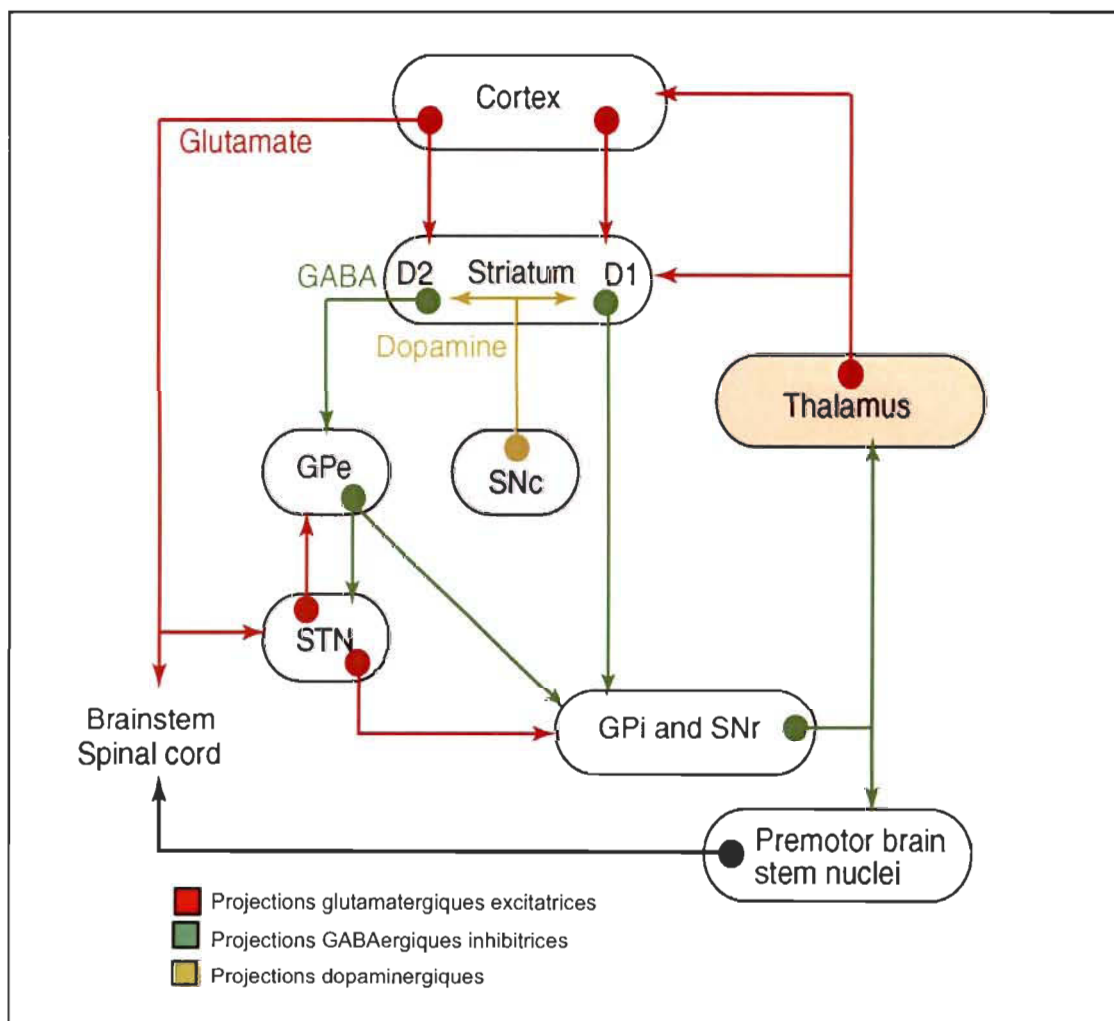 Cortex
Glutamate
D2
Striatum
D1
GABA
Dopamine
Thalamus
GPe
SNc
STN
GPi and SNr
Brainstem
Spinal cord
Premotor brain
stem nuclei
Projections glutamatergiques excitatrices
Projections GABAergiques inhibitrices
Projections dopaminergiques